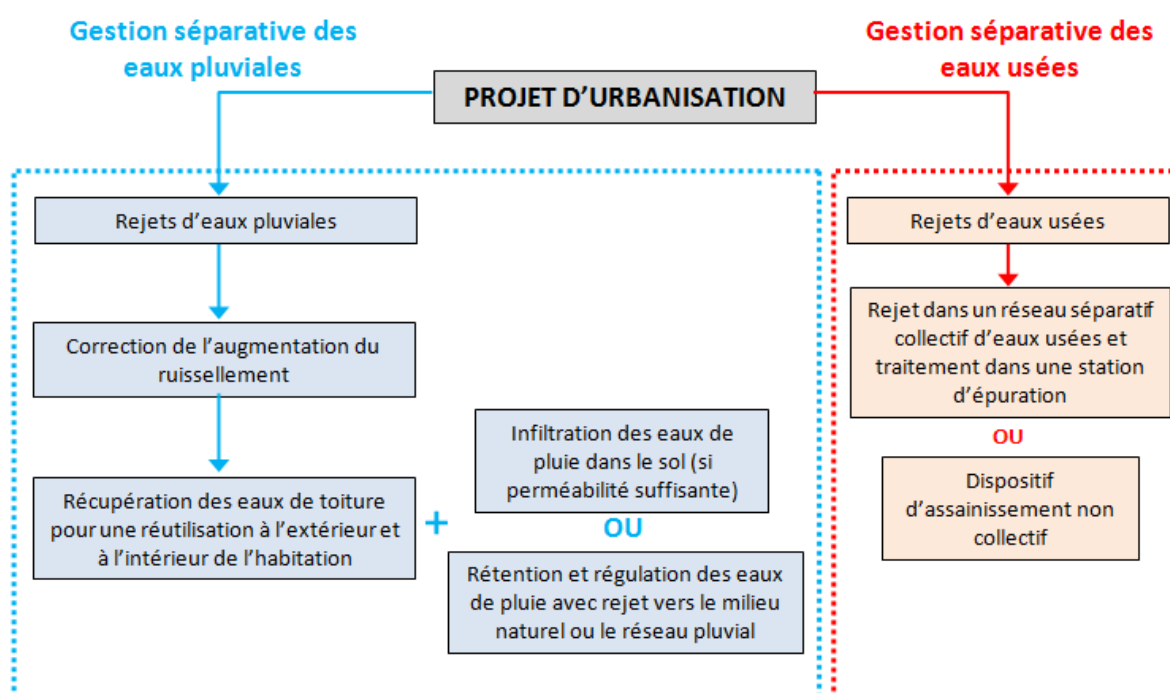 Gestion séparative des
eaux pluviales
Gestion séparative des
eaux usées
PROJET D'URBANISATION
Rejets d'eaux pluviales
Correction de l'augmentation du
ruissellement
Récupération des eaux de toiture
pour une réutilisation à l'extérieur et
à l'intérieur de l'habitation
+
Infiltration des eaux de
pluie dans le sol (si
perméabilité suffisante)
OU
Rétention et régulation des eaux
de pluie avec rejet vers le milieu
naturel ou le réseau pluvial
Rejets d'eaux usées
Rejet dans un réseau séparatif
collectif d'eaux usées et
traitement dans une station
d'épuration
OU
Dispositif
d'assainissement non
collectif